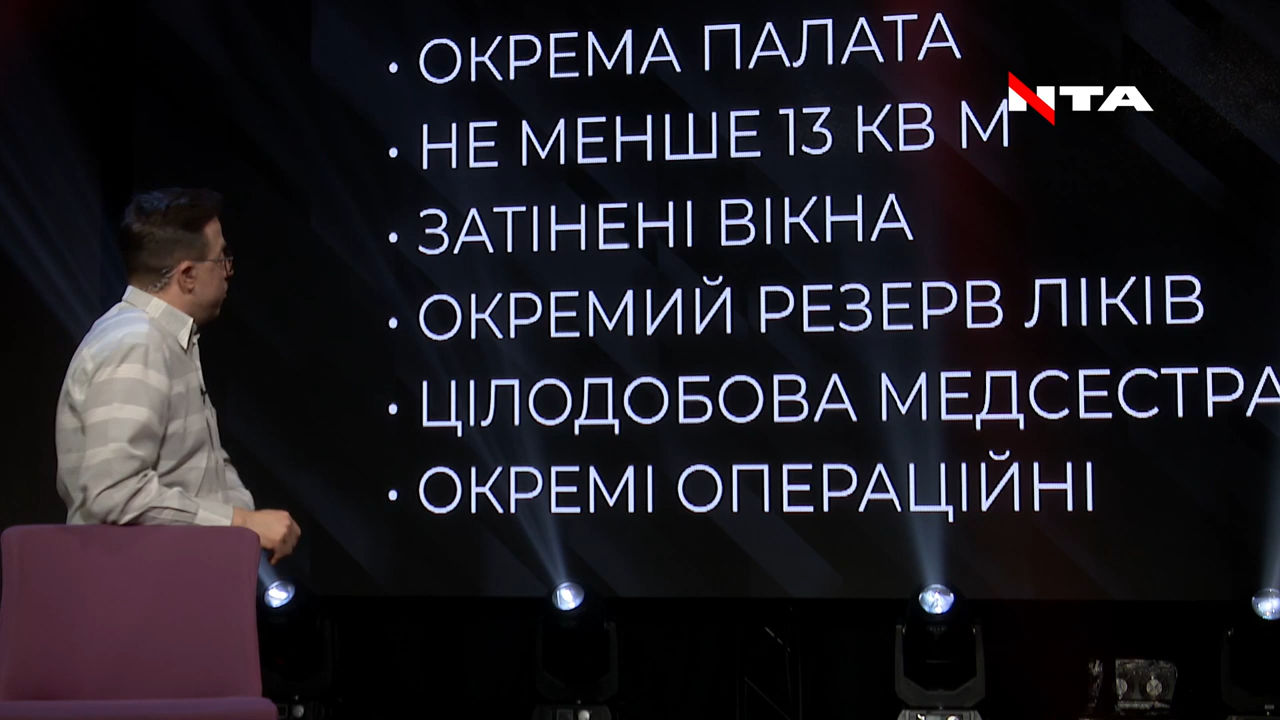 • ОКРЕМА ПАЛАТА
NTA
• НЕ МЕНШЕ 13 КВ М
• ЗАТІНЕНІ ВІКНА
• ОКРЕМИЙ РЕЗЕРВ ЛІКІВ
• ЦІЛОДОБОВА МЕДСЕСТРА
• ОКРЕМІ ОПЕРАЦІЙНІ